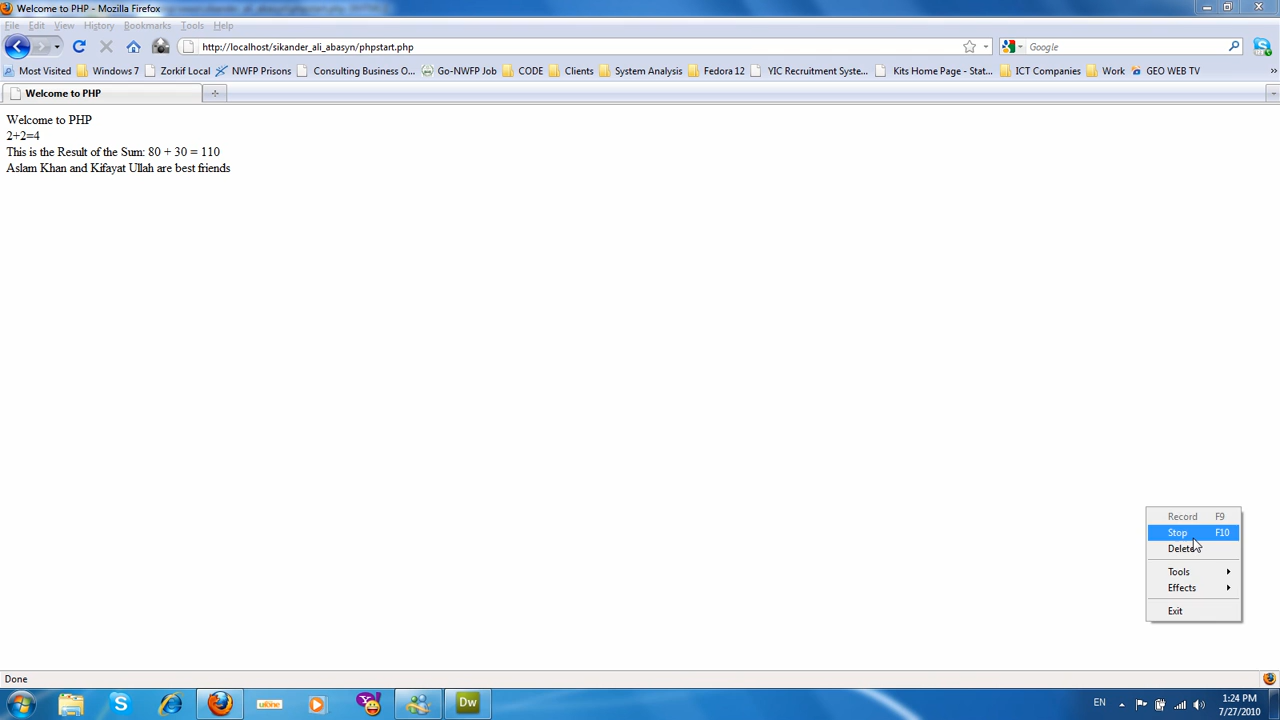 Welcome to PHP - Mozilla Firefox
File Edit View History Bookmarks Tools Help
http://localhost/sikander_ali_abasyn/phpstart.php
Google
Most Visited Windows 7 Zorkif Local NWFP Prisons Consulting Business O... Go-NWFP Job CODE Clients System Analysis Fedora 12 YIC Recruitment Syste... Kits Home Page - Stat... ICT Companies Work GEO WEB TV »
Welcome to PHP
Welcome to PHP
2+2=4
This is the Result of the Sum: 80 + 30 = 110
Aslam Khan and Kifayat Ullah are best friends
Record F9
Stop F10
Delete
Tools
Effects
Exit
Done
ufone Dw EN 1:24 PM
7/27/2010